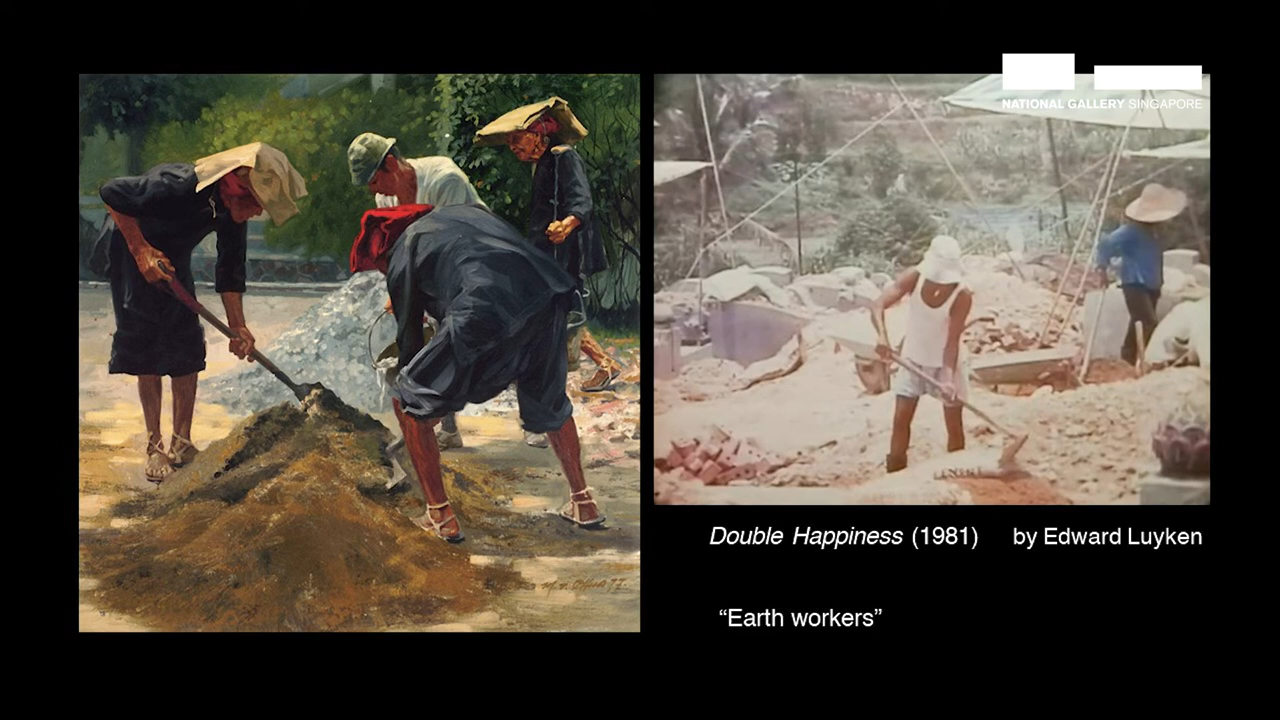 NATIONAL GALLERY SINGAPORE
Double Happiness (1981) by Edward Luyken
“Earth workers”